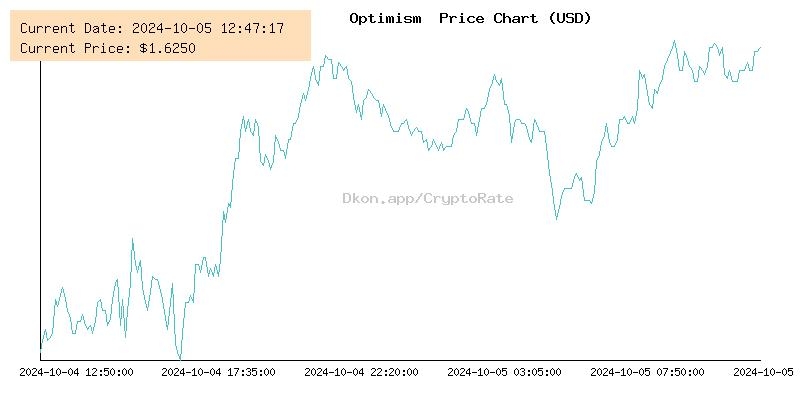 Optimism Price Chart (USD)
Current Date: 2024-10-05 12:47:17
Current Price: $1.6250
Dkon.app/CryptoRate
2024-10-04 12:50:00 2024-10-04 17:35:00 2024-10-04 22:20:00 2024-10-05 03:05:00 2024-10-05 07:50:00 2024-10-05